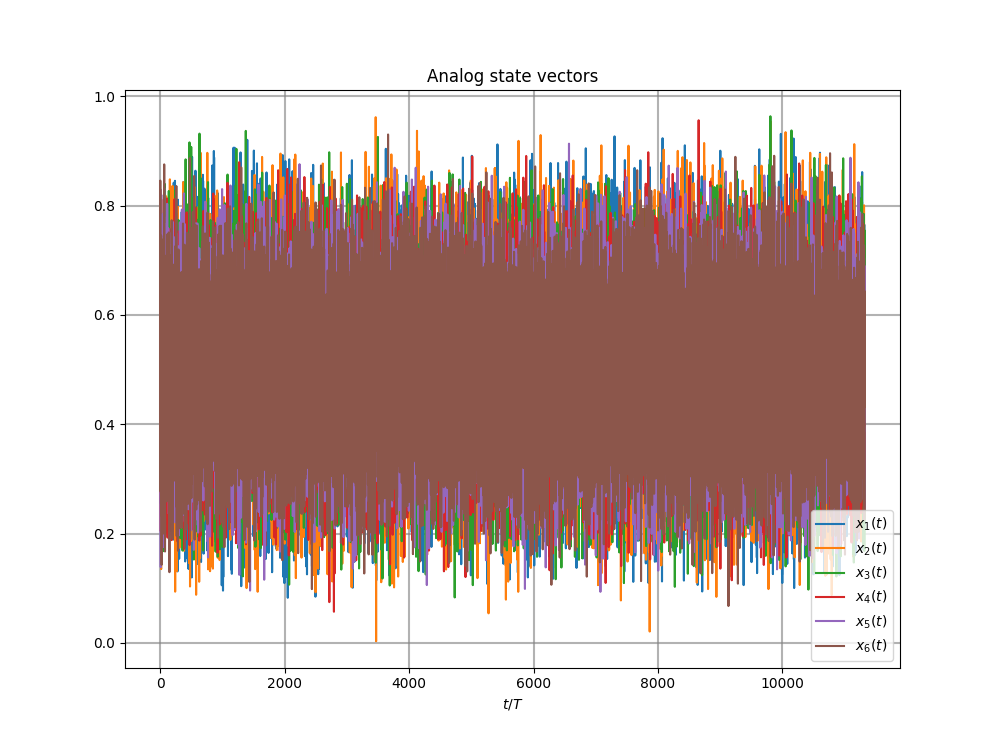 Analog state vectors
1.0
0.8
0.6
0.4
0.2
0.0
0 2000 4000 6000 8000 10000
t/T
x₁(t)
x₂(t)
x₃(t)
x₄(t)
x₅(t)
x₆(t)